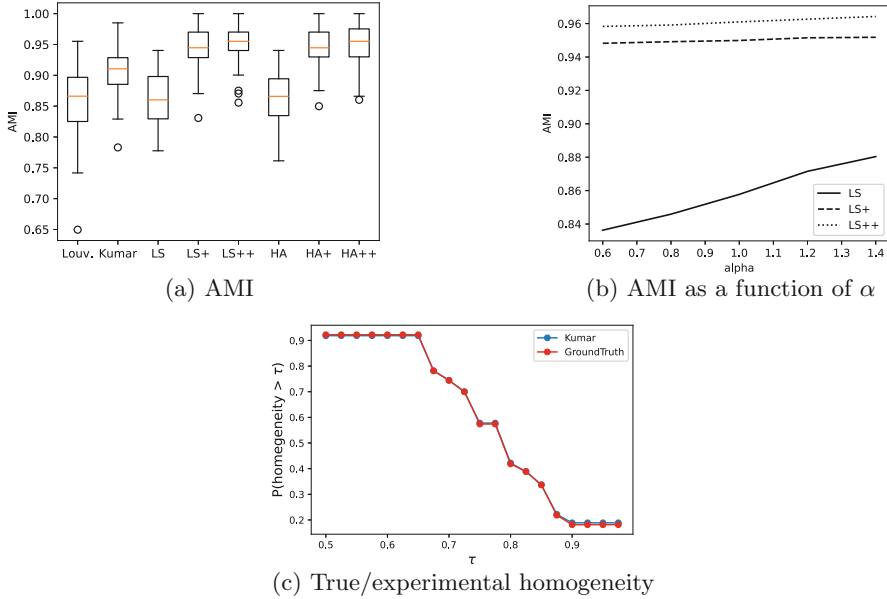 1.00
0.95
0.90
0.85
0.80
0.75
0.70
0.65
AMI
Louv. Kumar LS LS+ LS++ HA HA+ HA++
(a) AMI
0.96
0.94
0.92
0.90
0.88
0.86
0.84
AMI
LS
LS+
LS++
0.6 0.7 0.8 0.9 1.0 1.1 1.2 1.3 1.4
alpha
(b) AMI as a function of α
0.9
0.8
0.7
0.6
0.5
0.4
0.3
0.2
P(homegeneity > τ)
Kumar
GroundTruth
0.5 0.6 0.7 0.8 0.9
τ
(c) True/experimental homogeneity